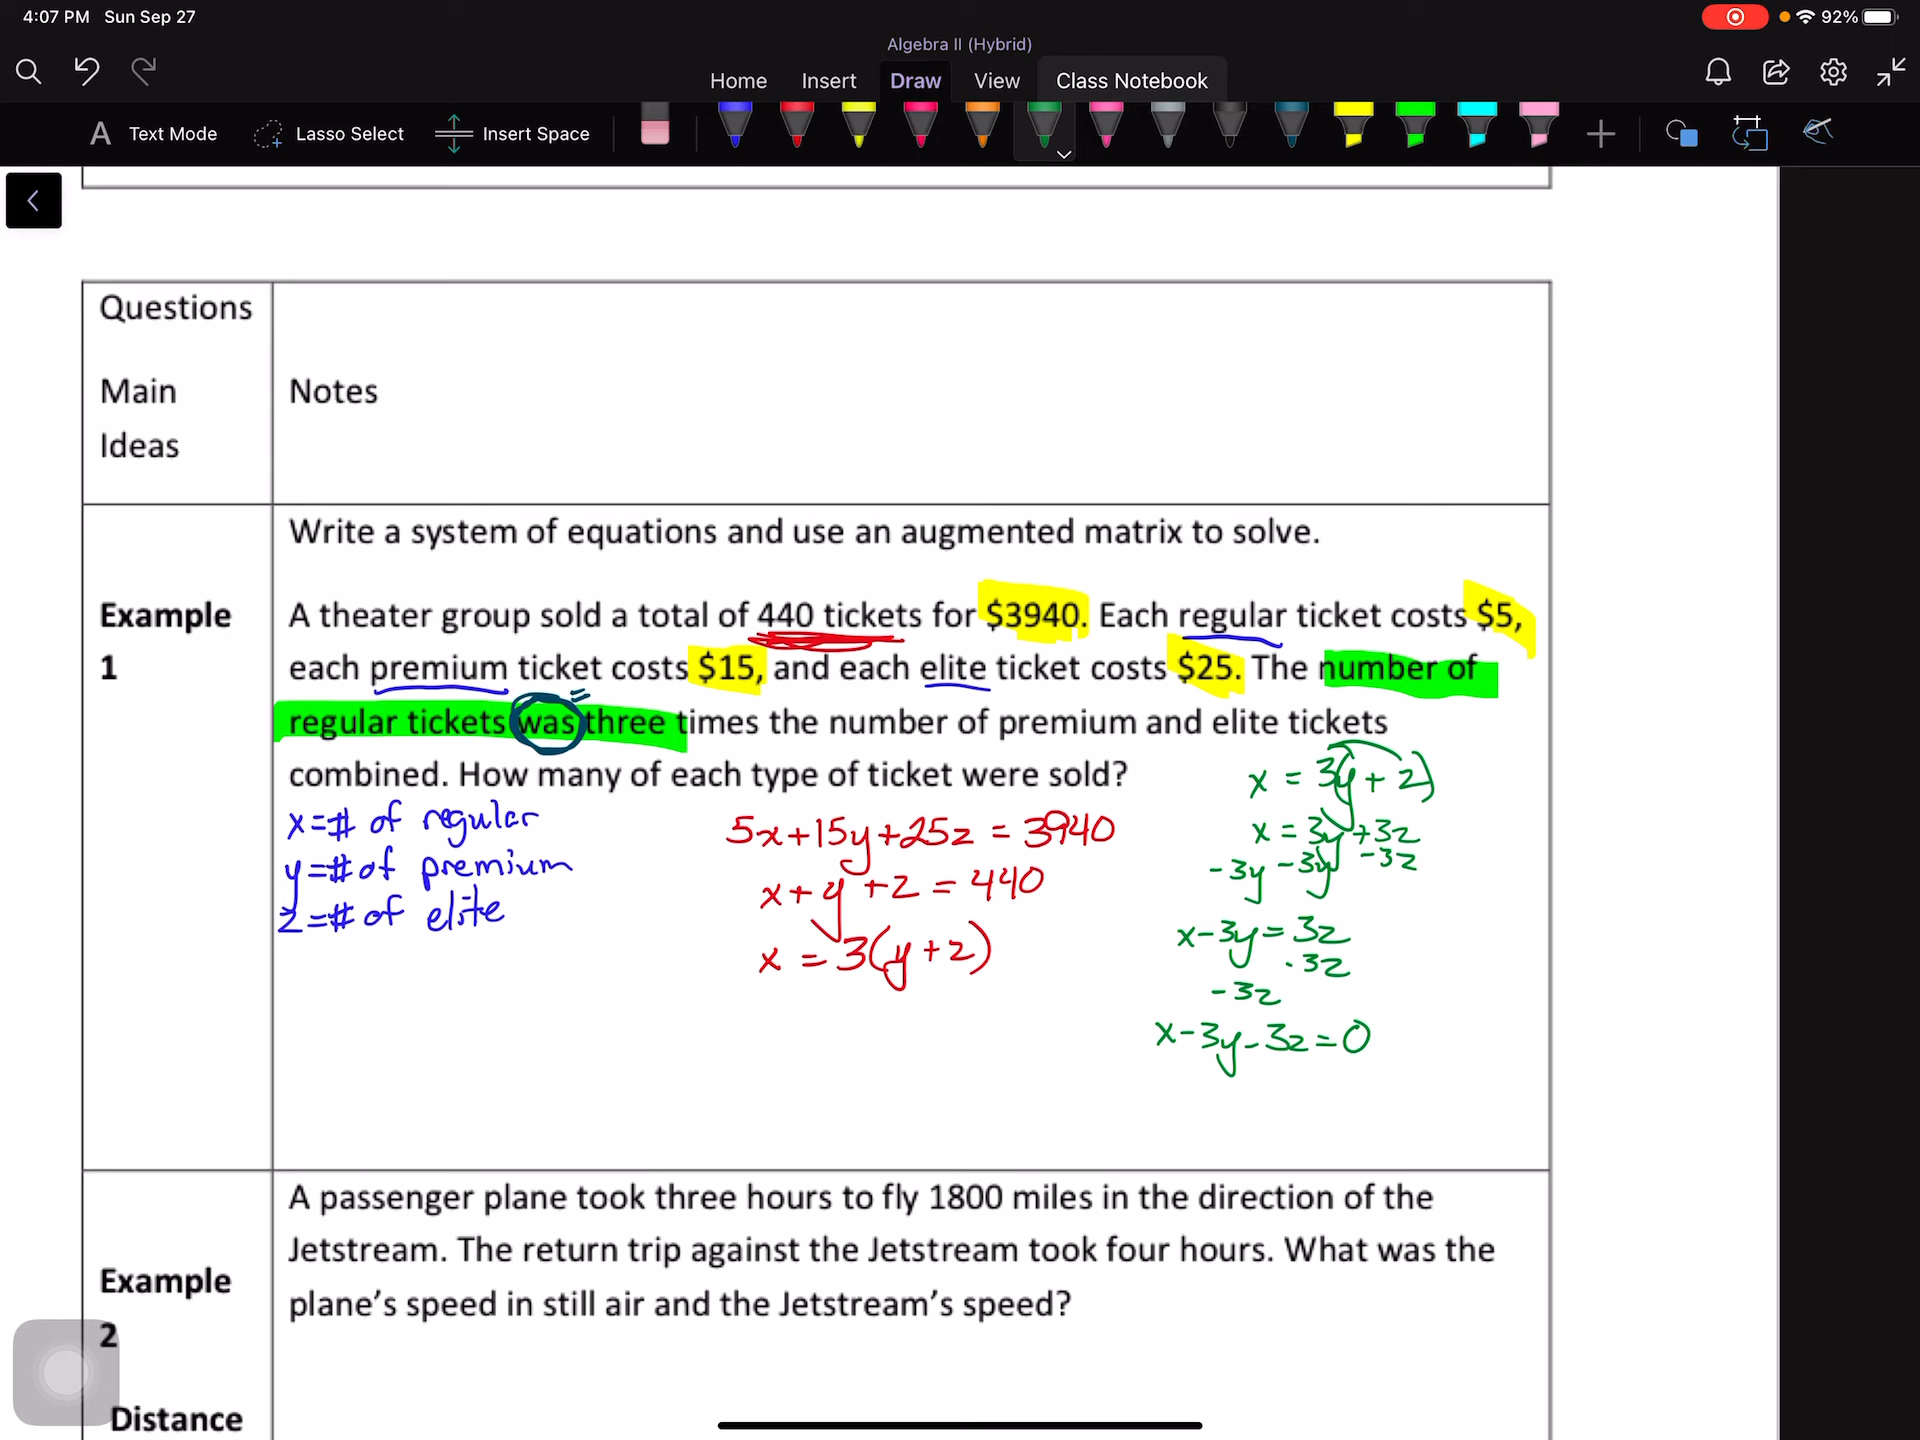 4:07 PM Sun Sep 27
92%
Algebra II (Hybrid)
Home Insert Draw View Class Notebook
A Text Mode Lasso Select Insert Space
Questions
Main
Ideas
Notes
Example
1
Write a system of equations and use an augmented matrix to solve.
A theater group sold a total of 440 tickets for $3940. Each regular ticket costs $5,
each premium ticket costs $15, and each elite ticket costs $25. The number of
=
regular tickets was three times the number of premium and elite tickets
combined. How many of each type of ticket were sold?
x=# of regular
y=# of premium
z=# of elite
5x+15y+25z = 3940
x+y+z = 440
x = 3(y+z)
x = 3(y+z)
x = 3y+3z
-3y -3y -3z
x-3y=3z
-3z
-3z
x-3y-3z=0
Example
2
Distance
A passenger plane took three hours to fly 1800 miles in the direction of the
Jetstream. The return trip against the Jetstream took four hours. What was the
plane’s speed in still air and the Jetstream’s speed?